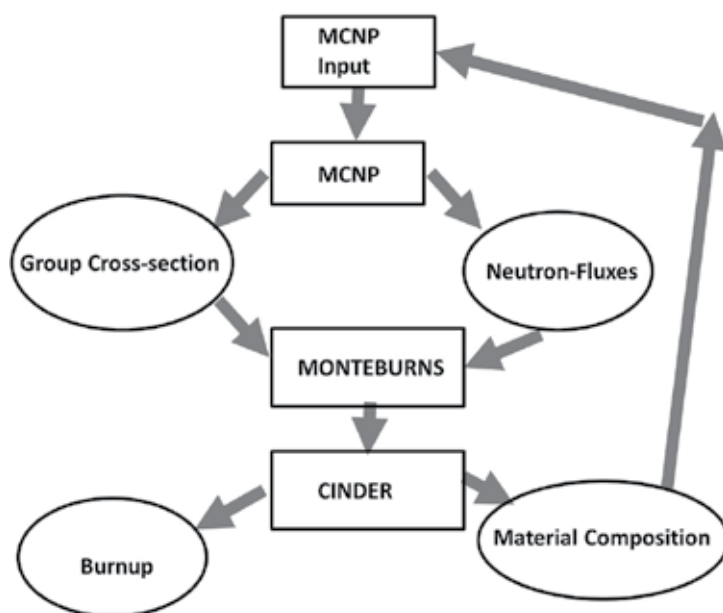 MCNP
Input
MCNP
Group Cross-section
Neutron-Fluxes
MONTEBURNS
CINDER
Burnup
Material Composition